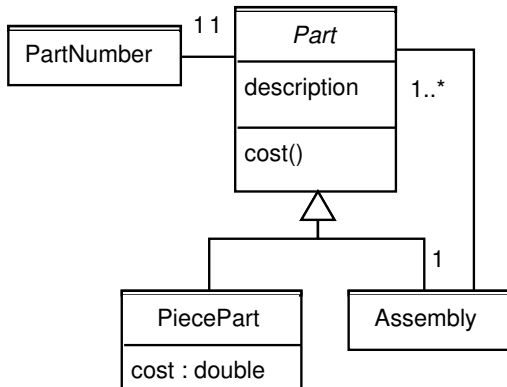 1 1
Part
PartNumber
description
1..*
cost()
1
PiecePart
Assembly
cost : double